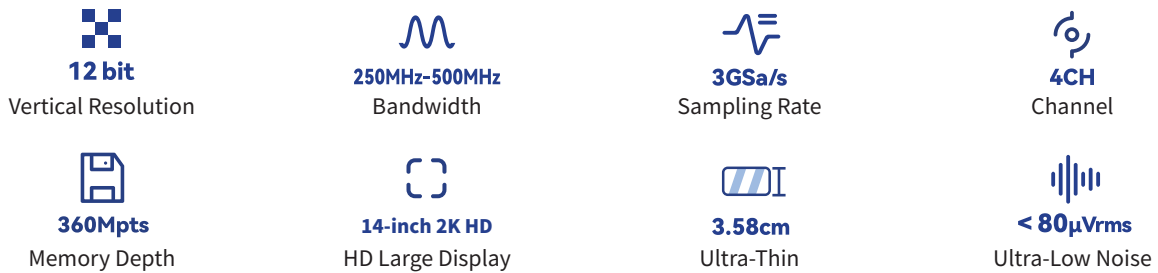 12 bit
Vertical Resolution
250MHz-500MHz
Bandwidth
3GSa/s
Sampling Rate
4CH
Channel
360Mpts
Memory Depth
14-inch 2K HD
HD Large Display
3.58cm
Ultra-Thin
< 80μVrms
Ultra-Low Noise